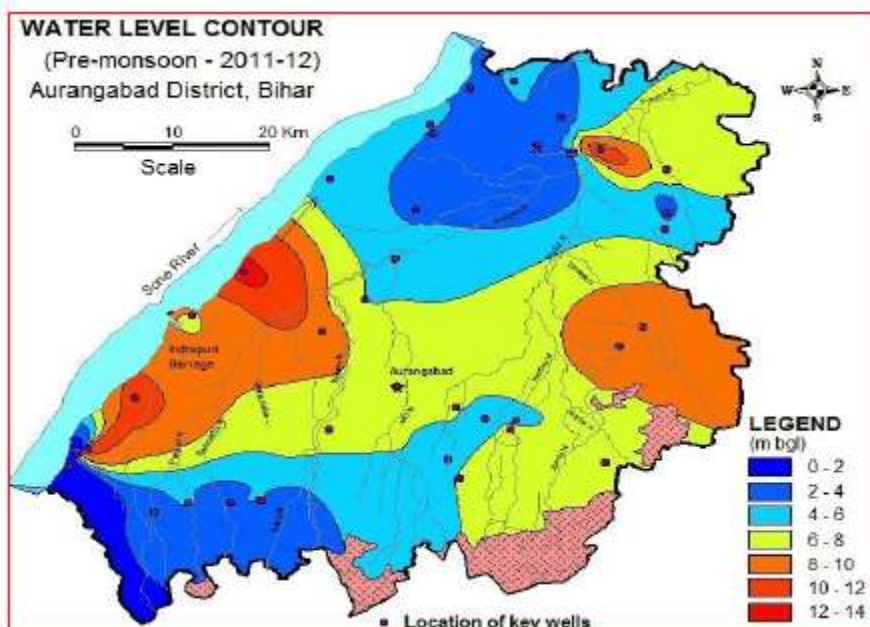 WATER LEVEL CONTOUR
(Pre-monsoon - 2011-12)
Aurangabad District, Bihar
0 10 20 Km
Scale
N
W E
S
Sone River
Indrapuri
Barrage
Aurangabad
LEGEND
(m bgl)
0 - 2
2 - 4
4 - 6
6 - 8
8 - 10
10 - 12
12 - 14
Location of key wells